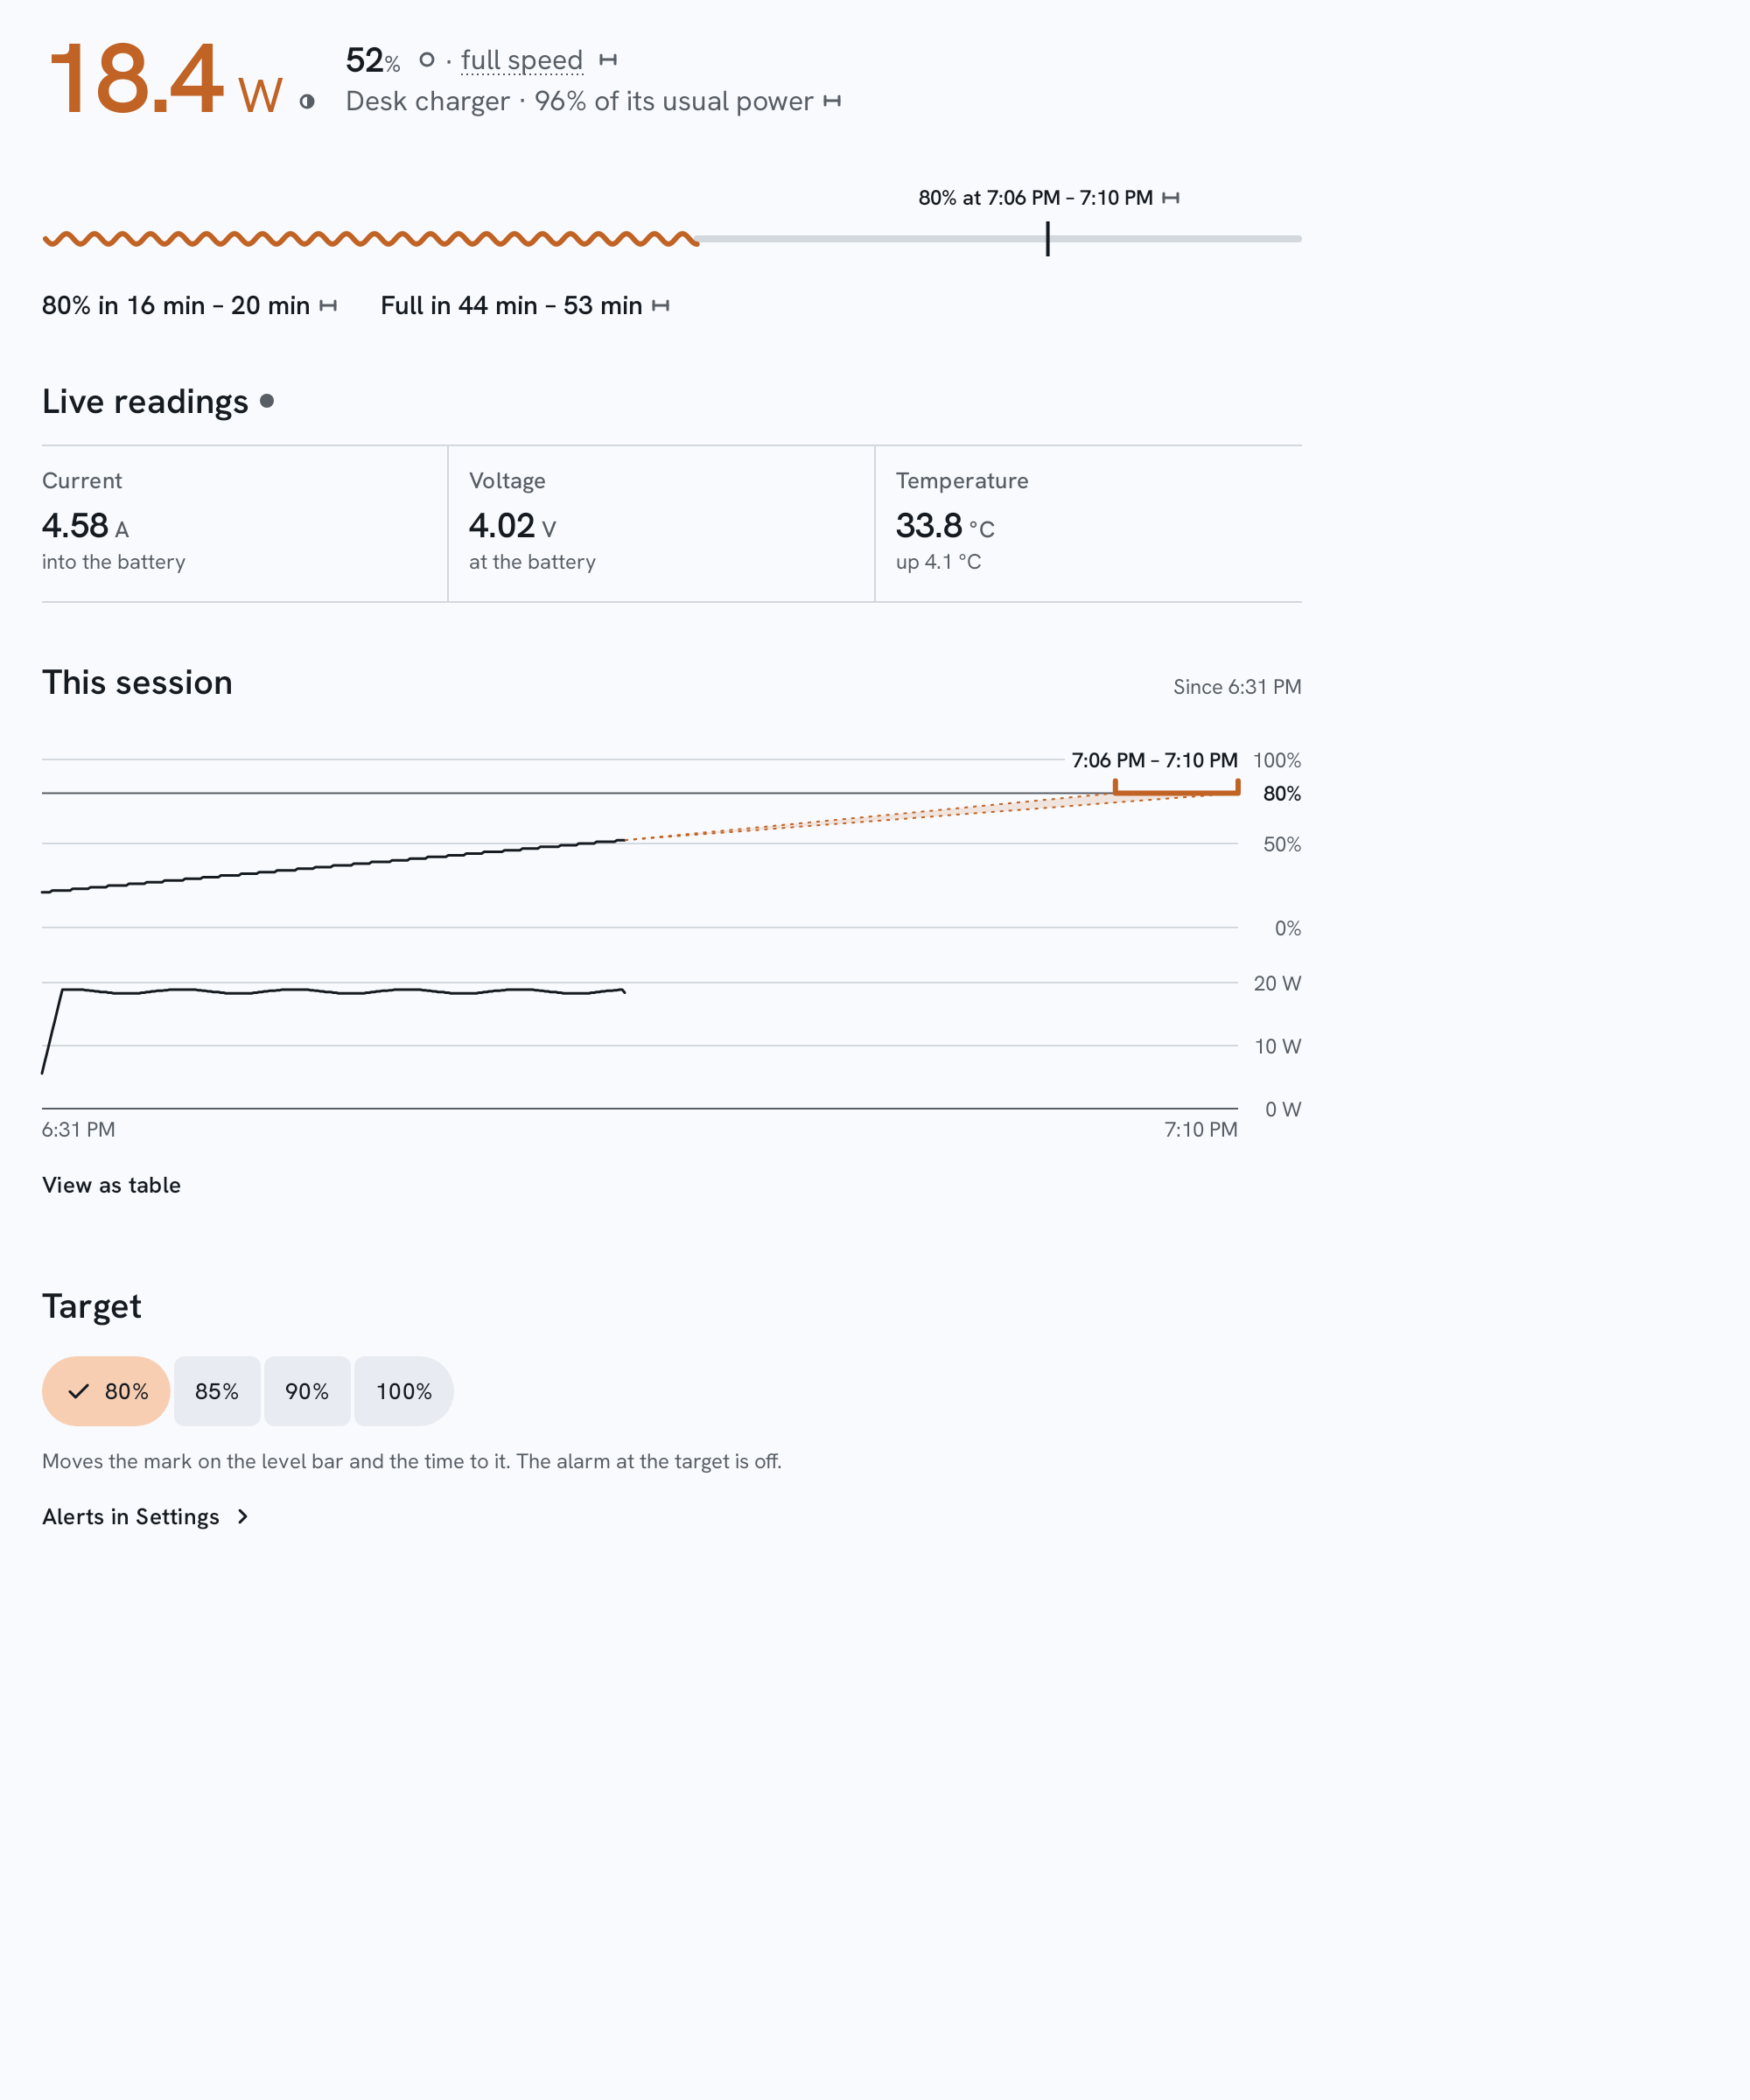 18.4 W
52% · full speed
Desk charger · 96% of its usual power
80% at 7:06 PM – 7:10 PM
80% in 16 min – 20 min
Full in 44 min – 53 min
Live readings
Current
4.58 A
into the battery
Voltage
4.02 V
at the battery
Temperature
33.8 °C
up 4.1 °C
This session
Since 6:31 PM
7:06 PM – 7:10 PM
100%
80%
50%
0%
20 W
10 W
0 W
6:31 PM
7:10 PM
View as table
Target
80%
85%
90%
100%
Moves the mark on the level bar and the time to it. The alarm at the target is off.
Alerts in Settings